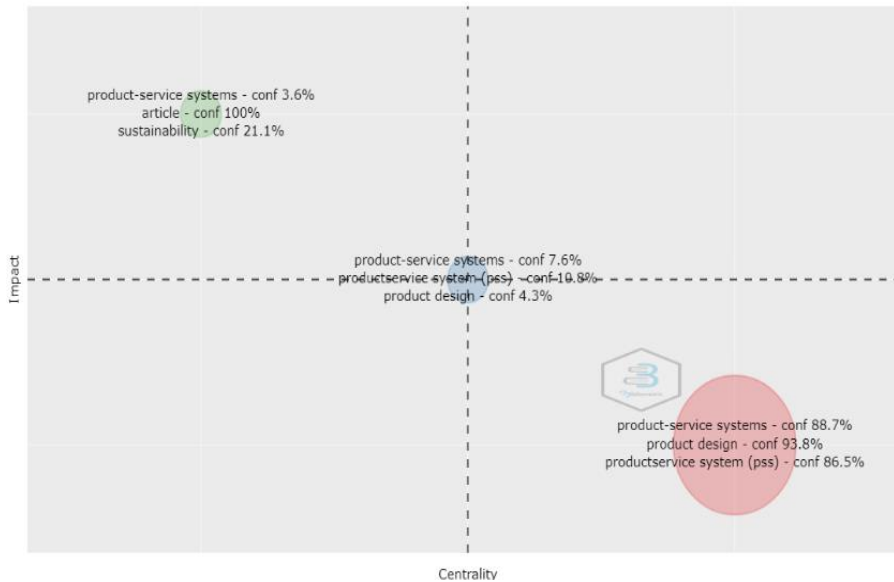 product-service systems - conf 3.6%
article - conf 100%
sustainability - conf 21.1%
product-service systems - conf 7.6%
productservice system (pss) - conf 10.8%
product design - conf 4.3%
product-service systems - conf 88.7%
product design - conf 93.8%
productservice system (pss) - conf 86.5%
Impact
Centrality